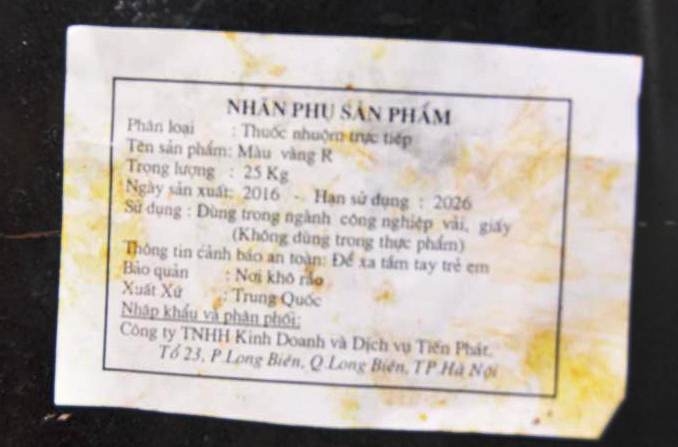 NHÃN PHỤ SẢN PHẨM
Phân loại : Thuốc nhuộm trực tiếp
Tên sản phẩm: Màu vàng R
Trọng lượng : 25 Kg
Ngày sản xuất: 2016 - Hạn sử dụng : 2026
Sử dụng : Dùng trong ngành công nghiệp vải, giấy
(Không dùng trong thực phẩm)
Thông tin cảnh báo an toàn: Để xa tầm tay trẻ em
Bảo quản : Nơi khô ráo
Xuất Xứ : Trung Quốc
Nhập khẩu và phân phối:
Công ty TNHH Kinh Doanh và Dịch vụ Tiến Phát.
Tổ 23, P.Long Biên, Q.Long Biên, TP.Hà Nội